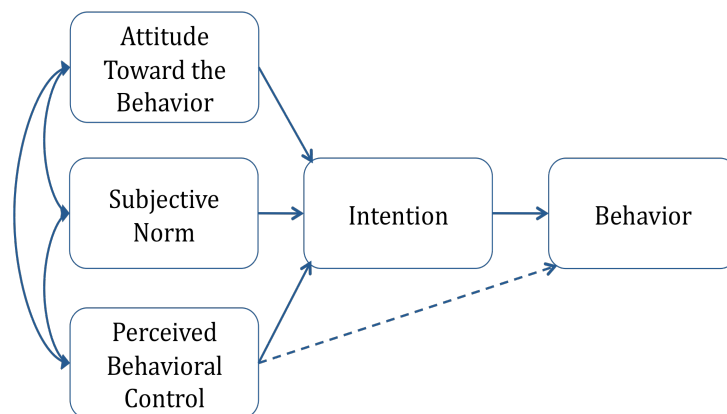 Attitude
Toward the
Behavior
Subjective
Norm
Intention
Behavior
Perceived
Behavioral
Control